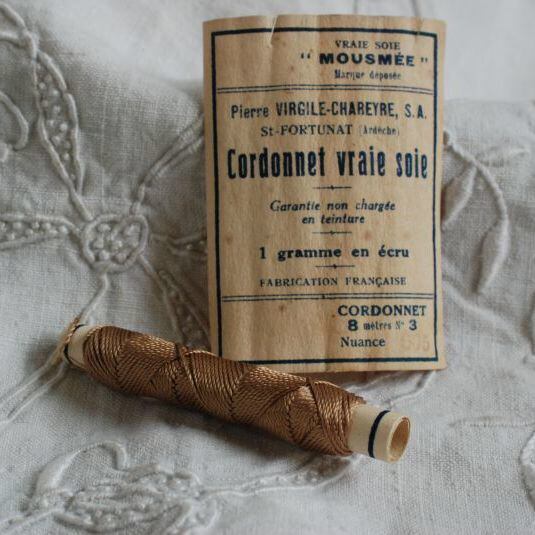 VRAIE SOIE
" MOUSMÉE "
Marque déposée
Pierre VIRGILE-CHAREYRE, S.A.
St-FORTUNAT (Ardèche)
Cordonnet vraie soie
Garantie non chargée
en teinture
1 gramme en écru
FABRICATION FRANÇAISE
CORDONNET
8 mètres N° 3
Nuance